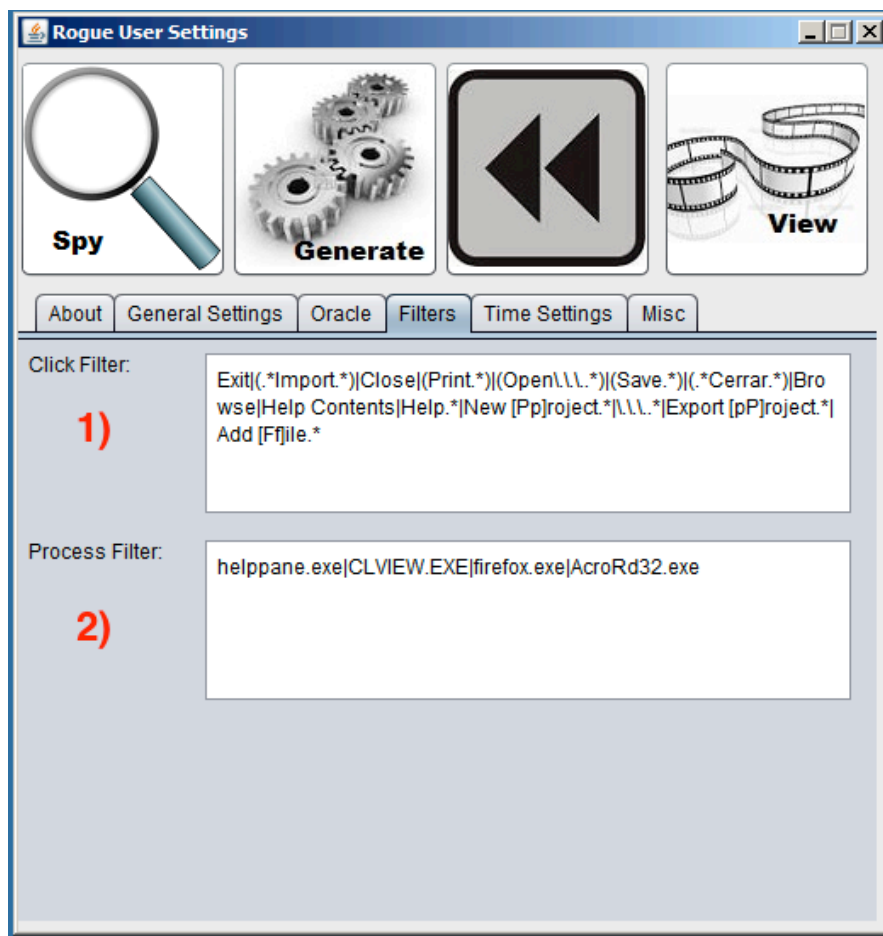 Rogue User Settings
Spy
Generate
View
About
General Settings
Oracle
Filters
Time Settings
Misc
Click Filter:
1)
Exit|(.*Import.*)|Close|(Print.*)|(Open\.\.\..*)|(Save.*)|(.*Cerrar.*)|Bro
wse|Help Contents|Help.*|New [Pp]roject.*|\.\.\..*|Export [pP]roject.*|
Add [Ff]ile.*
Process Filter:
2)
helppane.exe|CLVIEW.EXE|firefox.exe|AcroRd32.exe